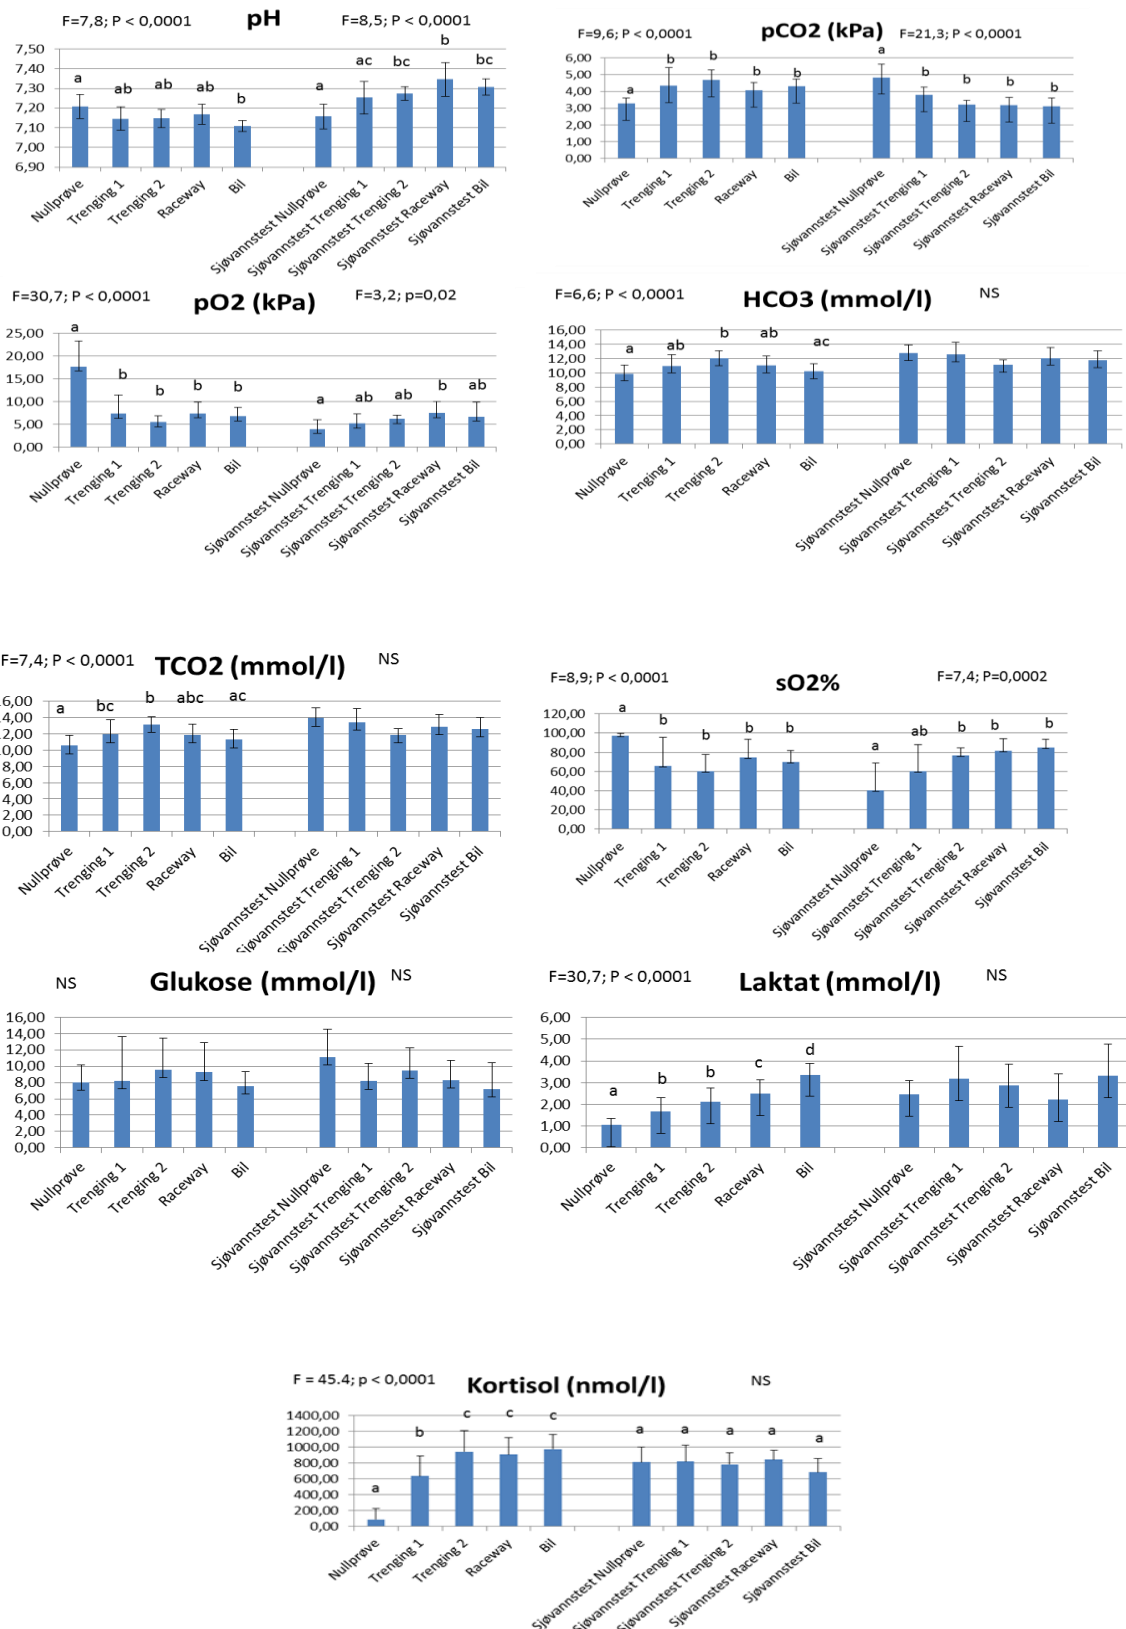 F=7,8; P < 0,0001 pH F=8,5; P < 0,0001
7,50
7,40
7,30
7,20
7,10
7,00
6,90
a ab ab ab b a ac bc b bc
Nullprøve Trenging 1 Trenging 2 Raceway Bil Sjøvannstest Nullprøve Sjøvannstest Trenging 1 Sjøvannstest Trenging 2 Sjøvannstest Raceway Sjøvannstest Bil
F=9,6; P < 0,0001 pCO2 (kPa) F=21,3; P < 0,0001
6,00
5,00
4,00
3,00
2,00
1,00
0,00
a b b b b a b b b b
Nullprøve Trenging 1 Trenging 2 Raceway Bil Sjøvannstest Nullprøve Sjøvannstest Trenging 1 Sjøvannstest Trenging 2 Sjøvannstest Raceway Sjøvannstest Bil
F=30,7; P < 0,0001 pO2 (kPa) F=3,2; p=0,02
25,00
20,00
15,00
10,00
5,00
0,00
a b b b b a ab ab b ab
Nullprøve Trenging 1 Trenging 2 Raceway Bil Sjøvannstest Nullprøve Sjøvannstest Trenging 1 Sjøvannstest Trenging 2 Sjøvannstest Raceway Sjøvannstest Bil
F=6,6; P < 0,0001 HCO3 (mmol/l) NS
16,00
14,00
12,00
10,00
8,00
6,00
4,00
2,00
0,00
a ab b ab ac
Nullprøve Trenging 1 Trenging 2 Raceway Bil Sjøvannstest Nullprøve Sjøvannstest Trenging 1 Sjøvannstest Trenging 2 Sjøvannstest Raceway Sjøvannstest Bil
F=7,4; P < 0,0001 TCO2 (mmol/l) NS
16,00
14,00
12,00
10,00
8,00
6,00
4,00
2,00
0,00
a bc b abc ac
Nullprøve Trenging 1 Trenging 2 Raceway Bil Sjøvannstest Nullprøve Sjøvannstest Trenging 1 Sjøvannstest Trenging 2 Sjøvannstest Raceway Sjøvannstest Bil
F=8,9; P < 0,0001 sO2% F=7,4; P=0,0002
120,00
100,00
80,00
60,00
40,00
20,00
0,00
a b b b b a ab b b b
Nullprøve Trenging 1 Trenging 2 Raceway Bil Sjøvannstest Nullprøve Sjøvannstest Trenging 1 Sjøvannstest Trenging 2 Sjøvannstest Raceway Sjøvannstest Bil
NS Glukose (mmol/l) NS
16,00
14,00
12,00
10,00
8,00
6,00
4,00
2,00
0,00
Nullprøve Trenging 1 Trenging 2 Raceway Bil Sjøvannstest Nullprøve Sjøvannstest Trenging 1 Sjøvannstest Trenging 2 Sjøvannstest Raceway Sjøvannstest Bil
F=30,7; P < 0,0001 Laktat (mmol/l) NS
6,00
5,00
4,00
3,00
2,00
1,00
0,00
a b b c d
Nullprøve Trenging 1 Trenging 2 Raceway Bil Sjøvannstest Nullprøve Sjøvannstest Trenging 1 Sjøvannstest Trenging 2 Sjøvannstest Raceway Sjøvannstest Bil
F = 45.4; p < 0,0001 Kortisol (nmol/l) NS
1400,00
1200,00
1000,00
800,00
600,00
400,00
200,00
0,00
a b c c c a a a a a
Nullprøve Trenging 1 Trenging 2 Raceway Bil Sjøvannstest Nullprøve Sjøvannstest Trenging 1 Sjøvannstest Trenging 2 Sjøvannstest Raceway Sjøvannstest Bil